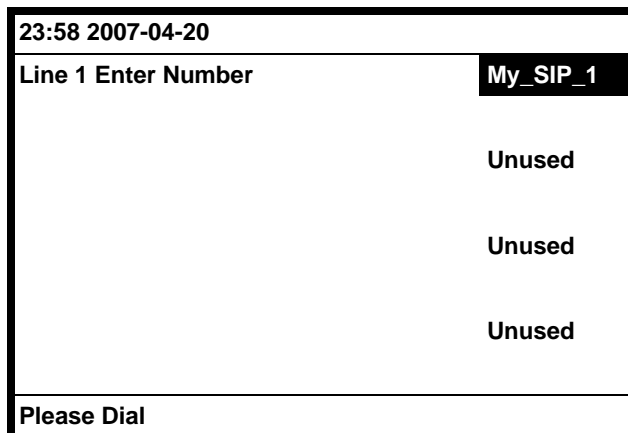 23:58 2007-04-20
Line 1 Enter Number My_SIP_1
Unused
Unused
Unused
Please Dial